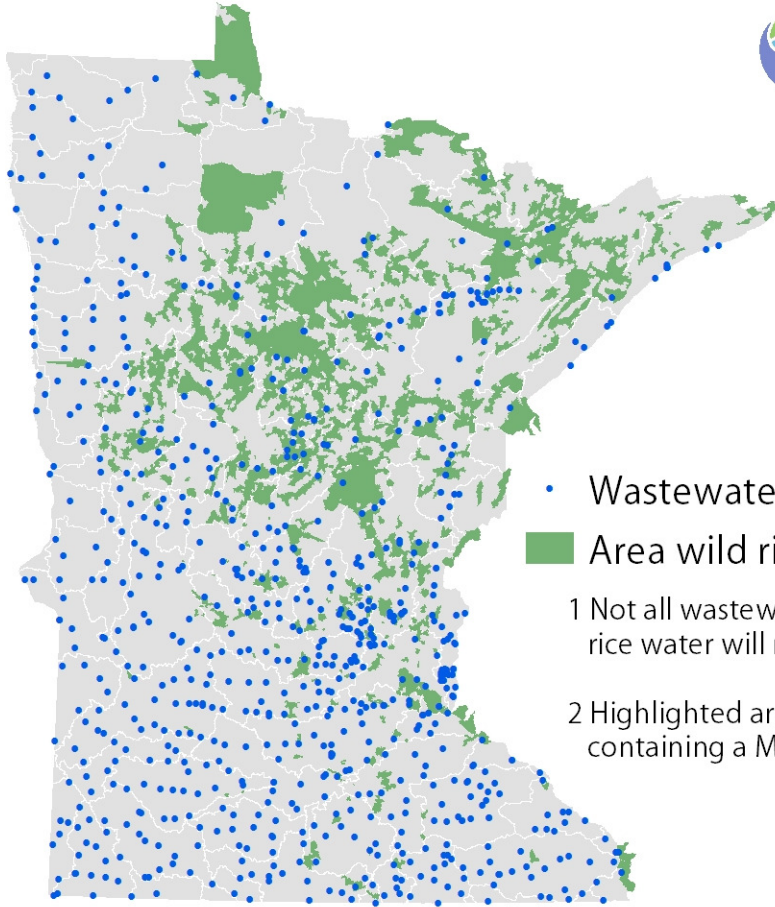 Wastewate
Area wild ri
1 Not all wastew
rice water will
2 Highlighted ar
containing a M